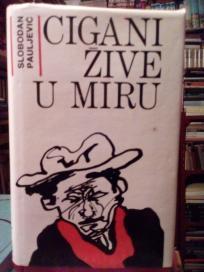 SLOBODAN
PAULJEVIĆ
CIGANI
ŽIVE
U MIRU